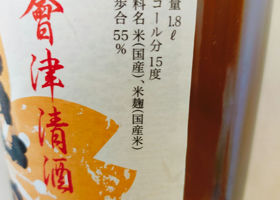 量 1.8ℓ
コール分 15度
料名 米(国産)、米麹(国産米)
歩合 55%
會津清酒